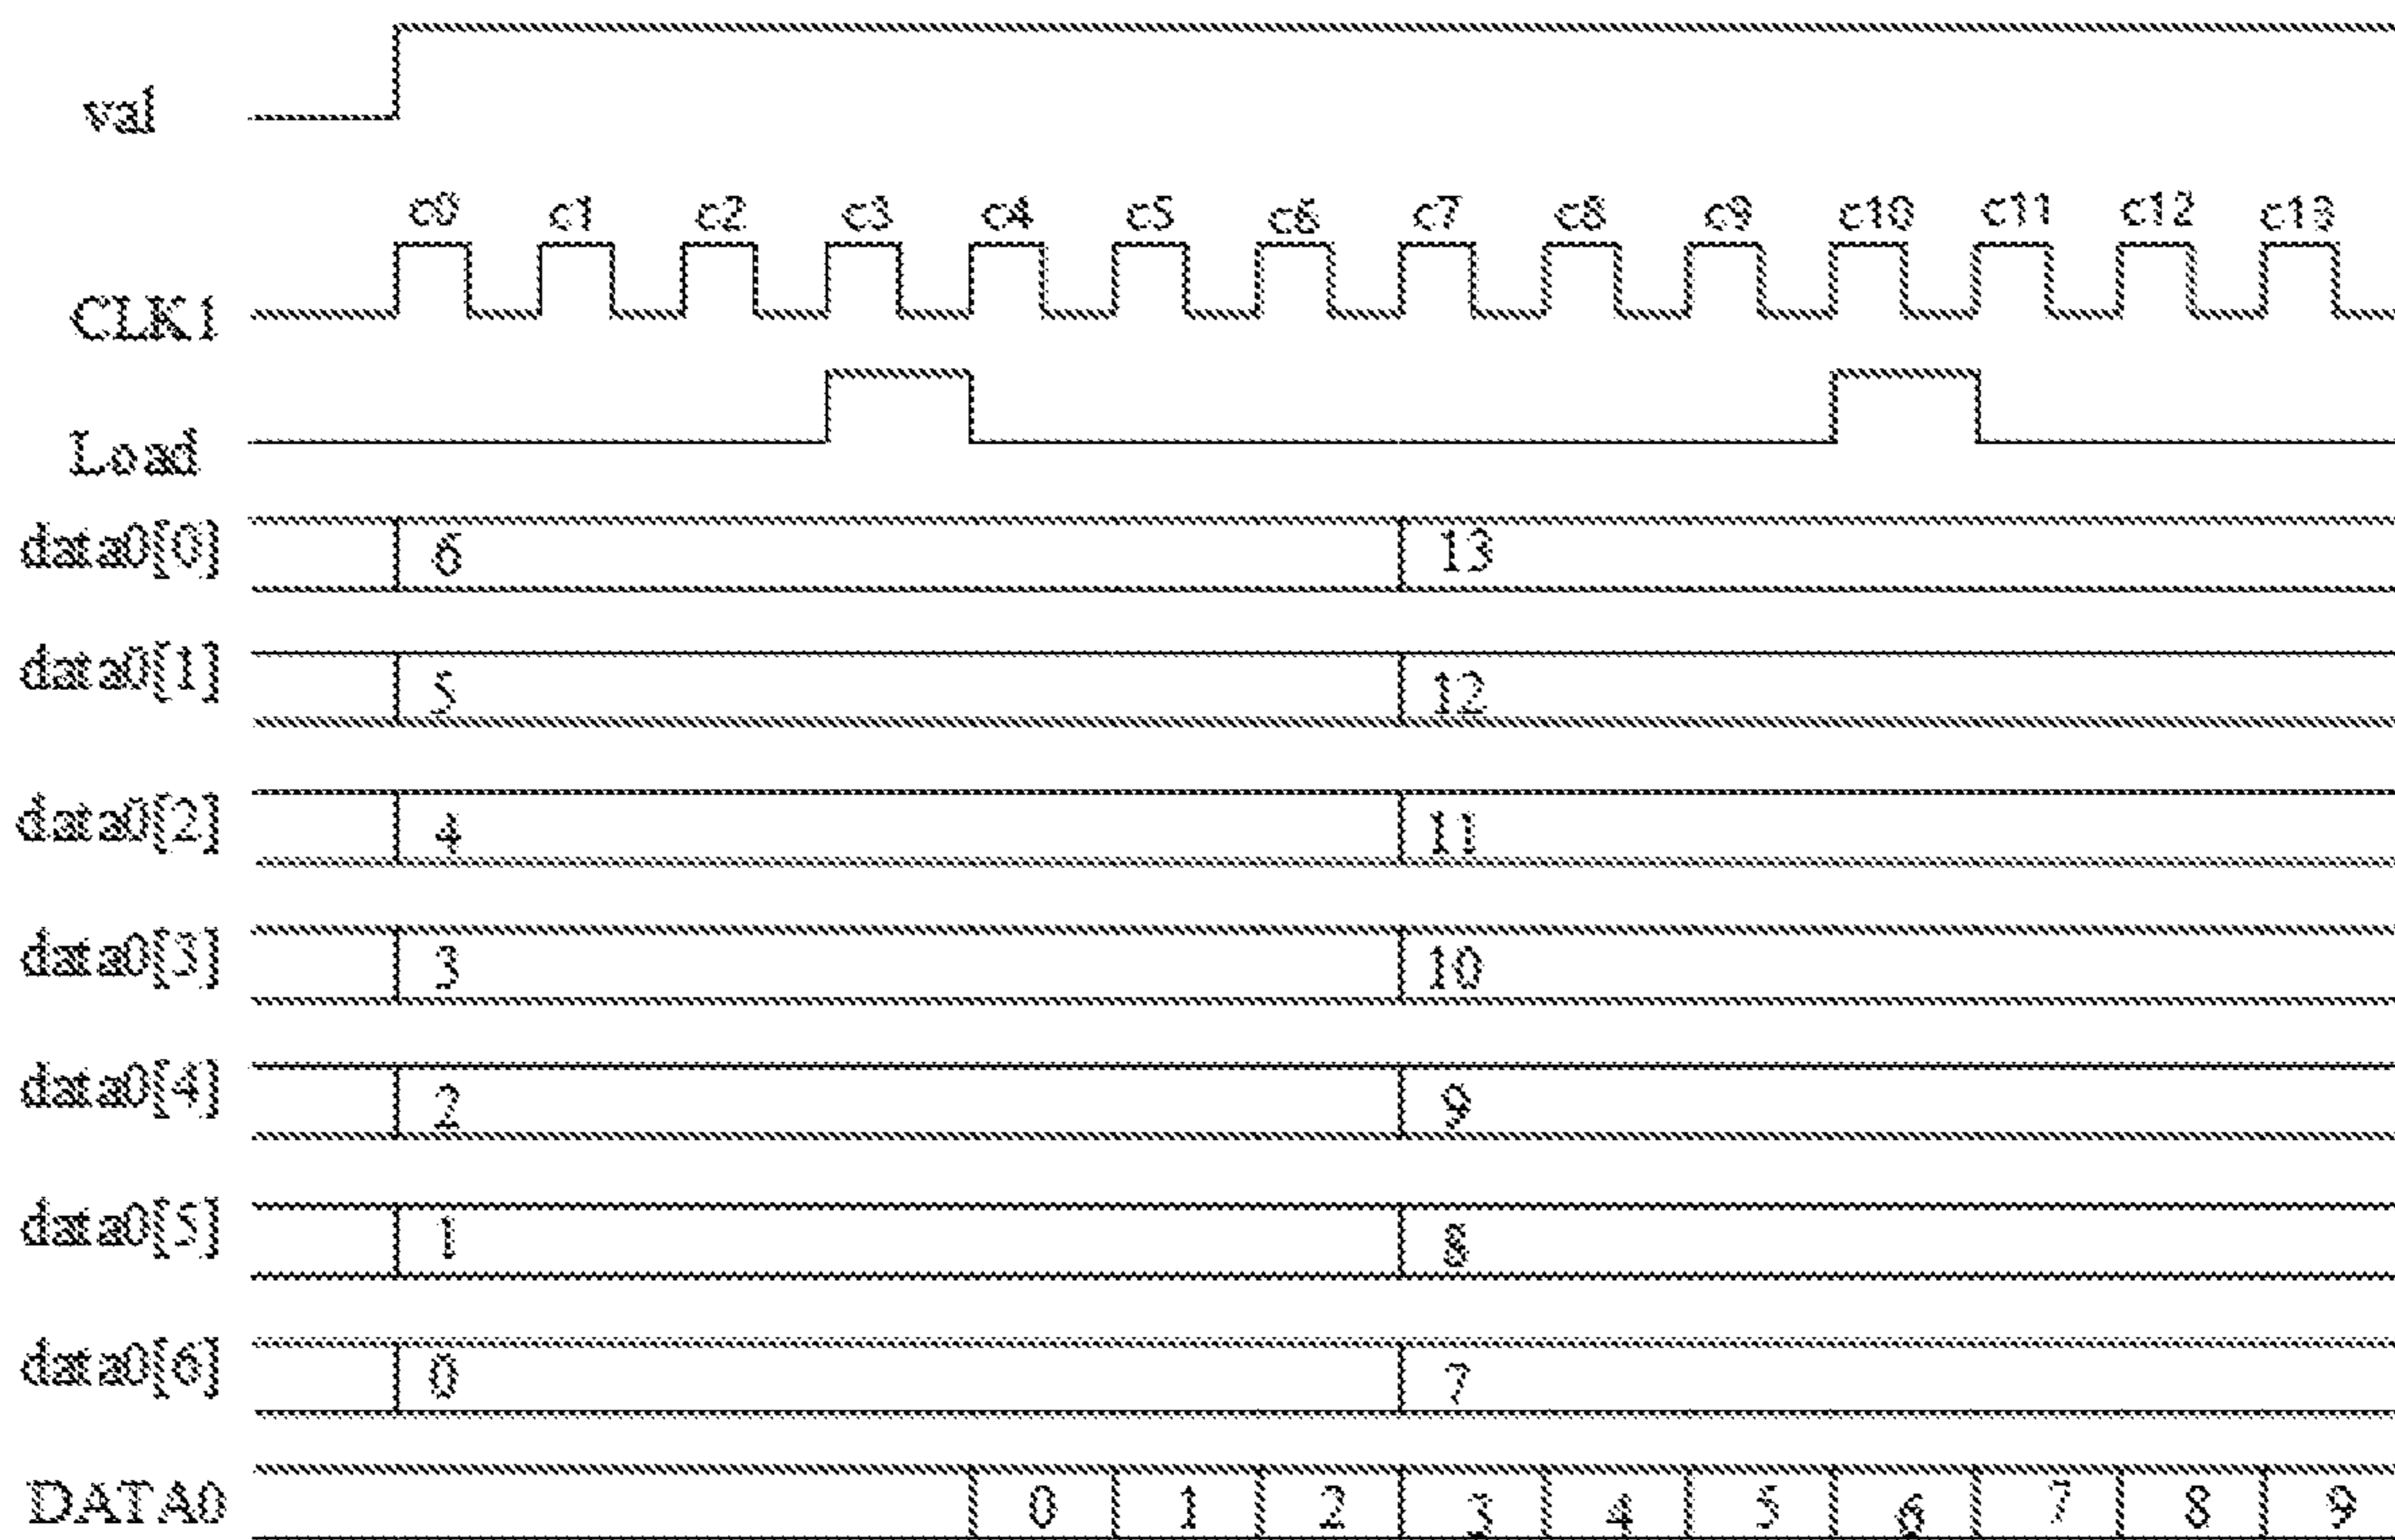 val
c0 c1 c2 c3 c4 c5 c6 c7 c8 c9 c10 c11 c12 c13
CLK1
Load
data0[0] 6 13
data0[1] 5 12
data0[2] 4 11
data0[3] 3 10
data0[4] 2 9
data0[5] 1 8
data0[6] 0 7
DATA0 0 1 2 3 4 5 6 7 8 9